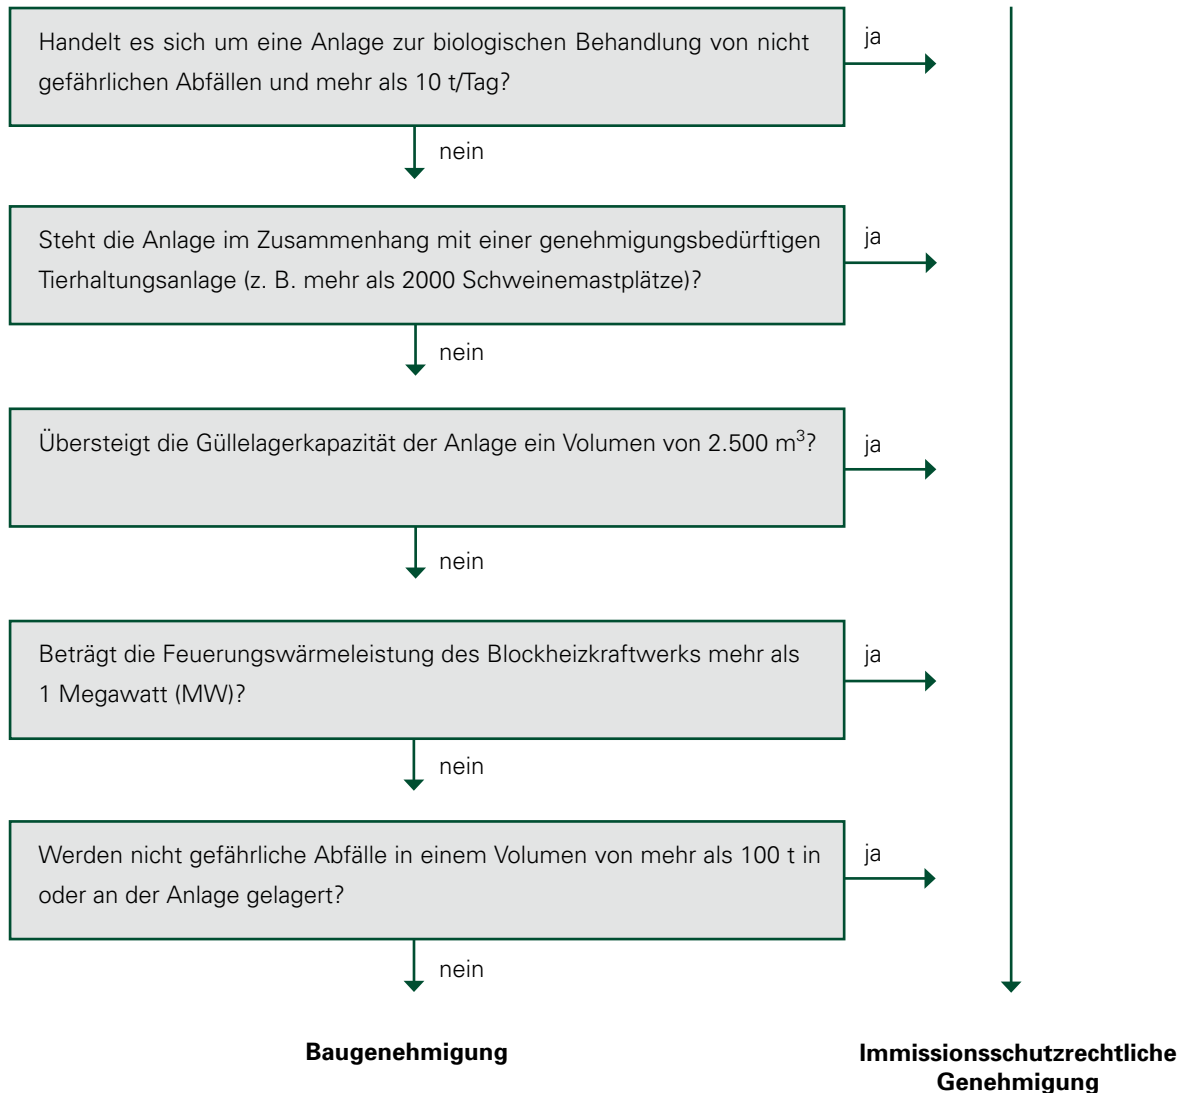 Handelt es sich um eine Anlage zur biologischen Behandlung von nicht
gefährlichen Abfällen und mehr als 10 t/Tag?
ja
nein
Steht die Anlage im Zusammenhang mit einer genehmigungsbedürftigen
Tierhaltungsanlage (z. B. mehr als 2000 Schweinemastplätze)?
ja
nein
Übersteigt die Güllelagerkapazität der Anlage ein Volumen von 2.500 m³?
ja
nein
Beträgt die Feuerungswärmeleistung des Blockheizkraftwerks mehr als
1 Megawatt (MW)?
ja
nein
Werden nicht gefährliche Abfälle in einem Volumen von mehr als 100 t in
oder an der Anlage gelagert?
ja
nein
Baugenehmigung
Immissionsschutzrechtliche
Genehmigung